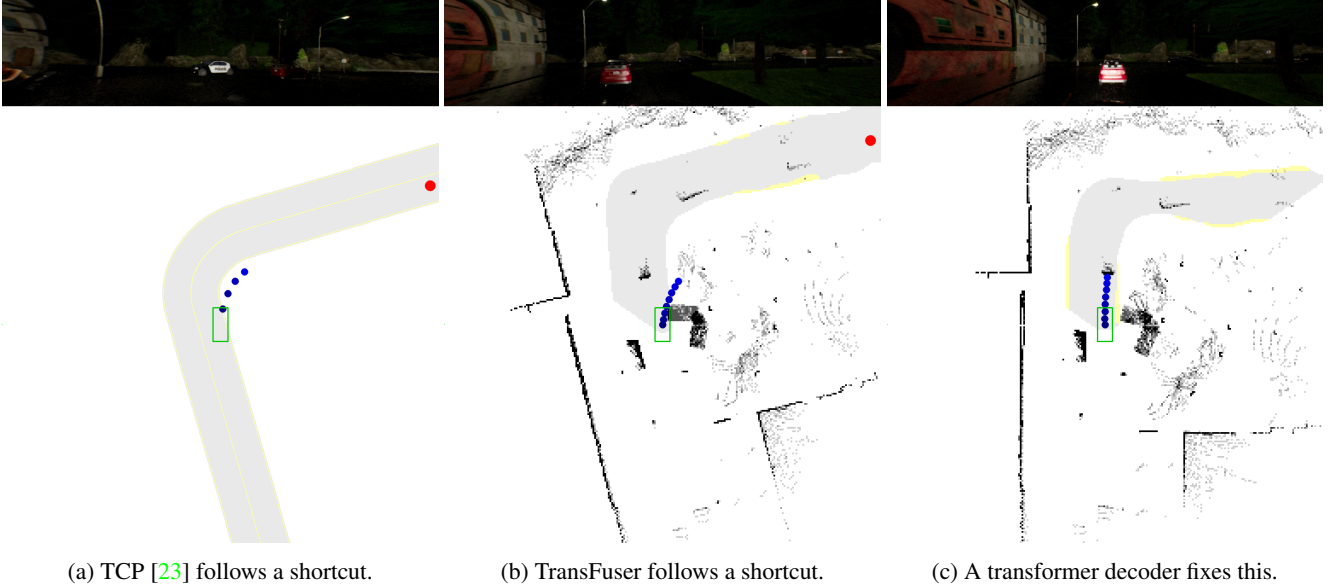 (a) TCP [23] follows a shortcut.
(b) TransFuser follows a shortcut.
(c) A transformer decoder fixes this.